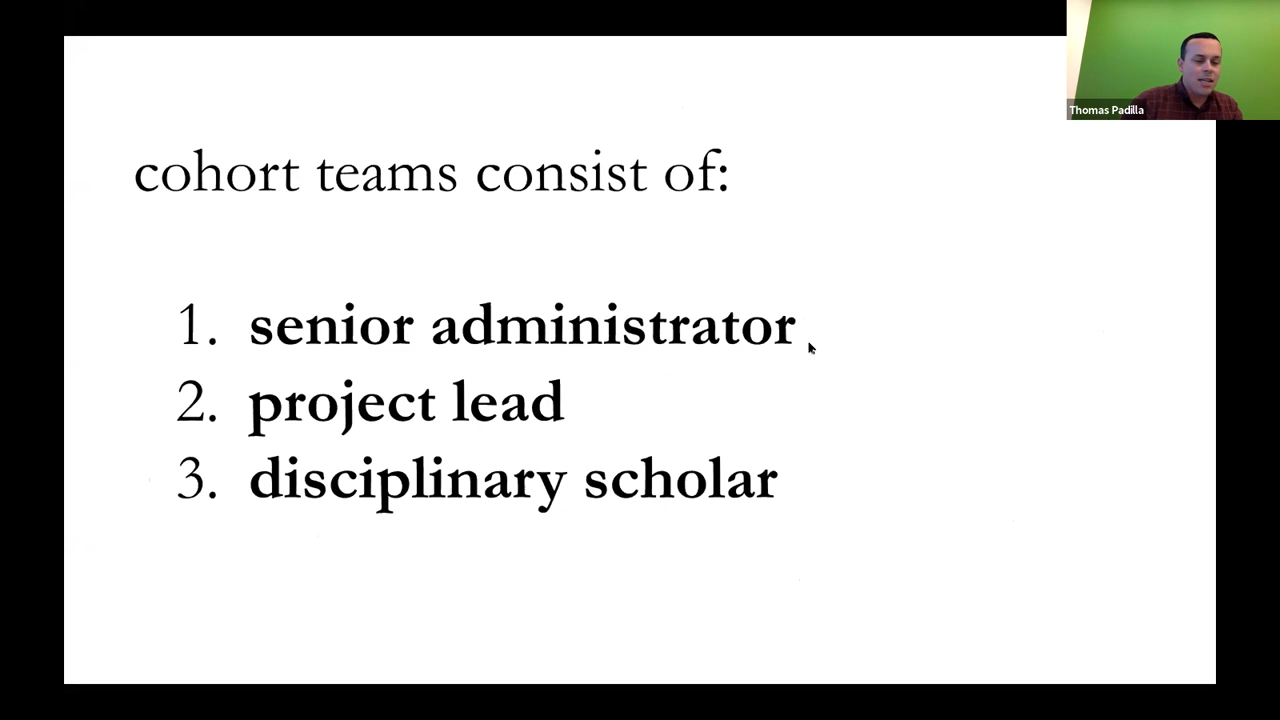 Thomas Padilla
cohort teams consist of:
1. senior administrator
2. project lead
3. disciplinary scholar